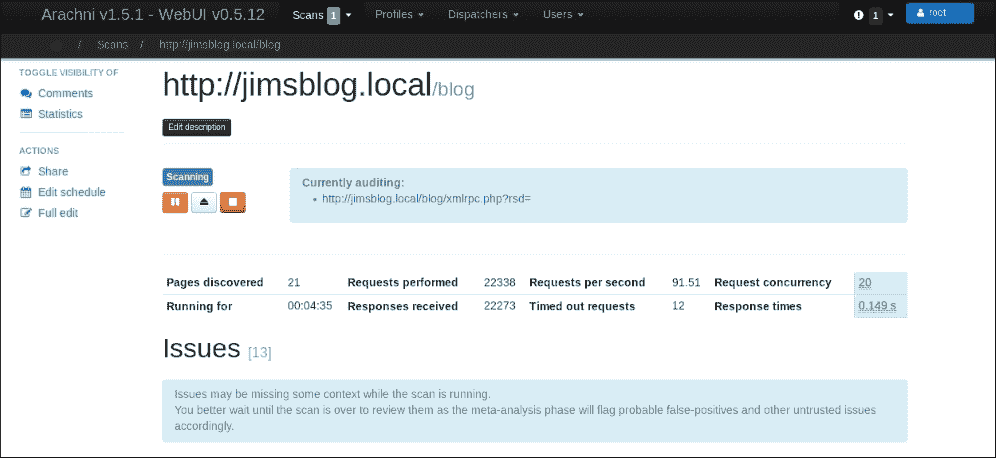 Arachni v1.5.1 - WebUI v0.5.12 Scans 1 Profiles Dispatchers Users 1 root
/ Scans / http://jimsblog.local/blog
TOGGLE VISIBILITY OF
Comments
Statistics
ACTIONS
Share
Edit schedule
Full edit
http://jimsblog.local/blog
Edit description
Scanning
Currently auditing:
http://jimsblog.local/blog/xmlrpc.php?rsd=
Pages discovered 21 Requests performed 22338 Requests per second 91.51 Request concurrency 20
Running for 00:04:35 Responses received 22273 Timed out requests 12 Response times 0.149 s
Issues [13]
Issues may be missing some context while the scan is running.
You better wait until the scan is over to review them as the meta-analysis phase will flag probable false-positives and other untrusted issues
accordingly.